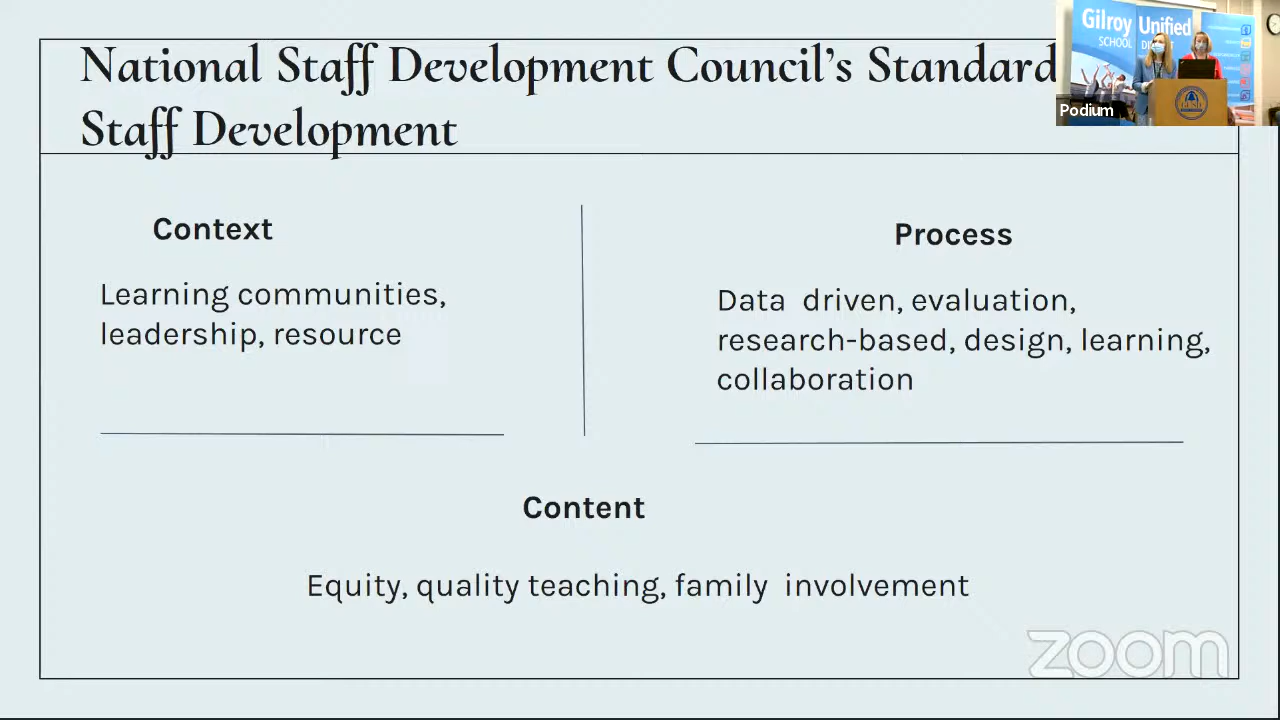 National Staff Development Council's Standard
Staff Development
Context
Learning communities,
leadership, resource
Process
Data driven, evaluation,
research-based, design, learning,
collaboration
Content
Equity, quality teaching, family involvement
Gilroy Unified
SCHOOL
Podium
zoom